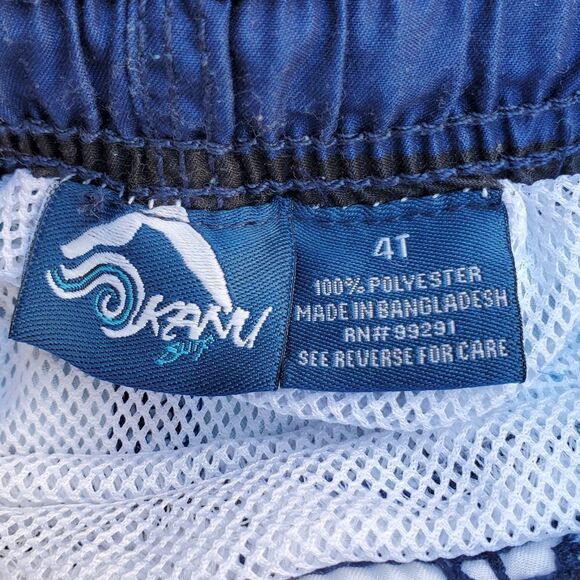 KANU
Surf
4T
100% POLYESTER
MADE IN BANGLADESH
RN# 99291
SEE REVERSE FOR CARE